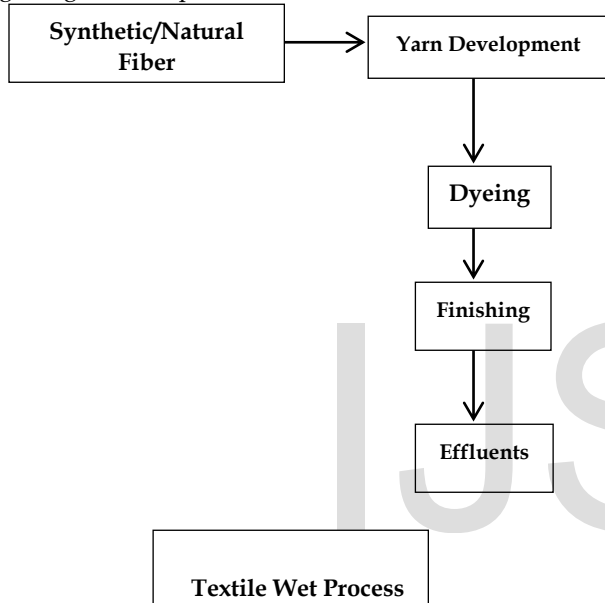 Synthetic/Natural
Fiber
Yarn Development
Dyeing
Finishing
Effluents
IJS
Textile Wet Process